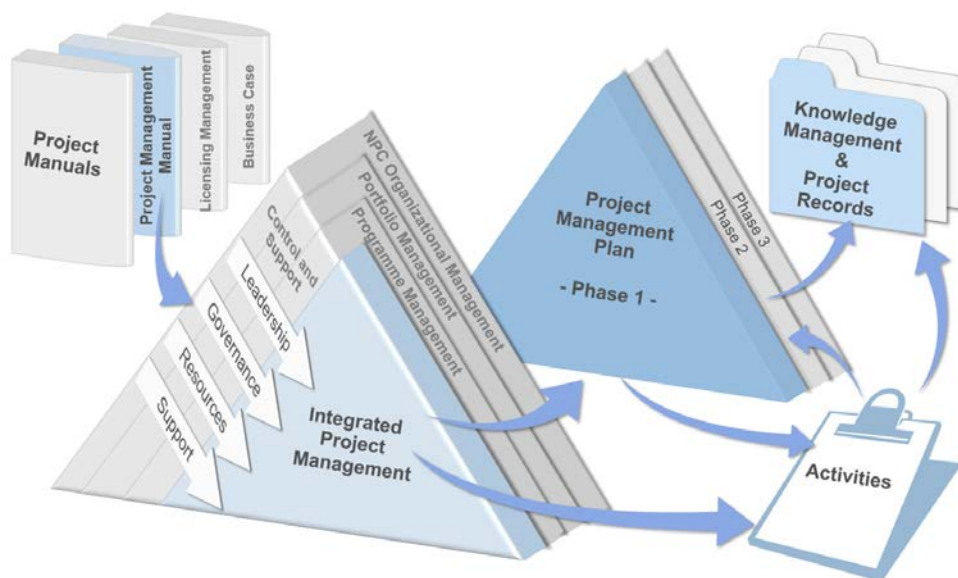 Project
Manuals
Project Management
Manual
Licensing Management
Business Case
NPC Organizational Management
Portfolio Management
Programme Management
Control and
Support
Leadership
Governance
Resources
Support
Integrated
Project
Management
Project
Management
Plan
- Phase 1 -
Phase 2
Phase 3
Knowledge
Management
&
Project
Records
Activities